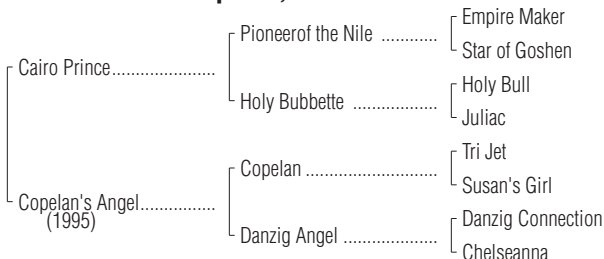 Empire Maker
Pioneerof the Nile ............
Star of Goshen
Cairo Prince......................
Holy Bull
Holy Bubbette ..................
Juliac
Tri Jet
Copelan ............................
Susan's Girl
Copelan's Angel................
(1995)
Danzig Connection
Danzig Angel ....................
Chelseanna